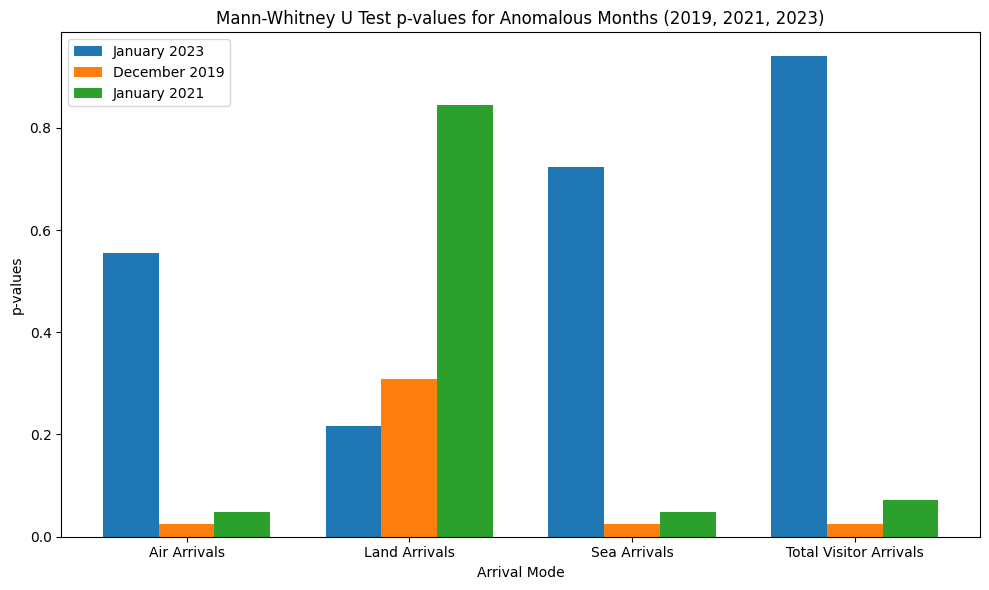 Mann-Whitney U Test p-values for Anomalous Months (2019, 2021, 2023)
January 2023
December 2019
January 2021
p-values
0.8
0.6
0.4
0.2
0.0
Air Arrivals
Land Arrivals
Sea Arrivals
Total Visitor Arrivals
Arrival Mode